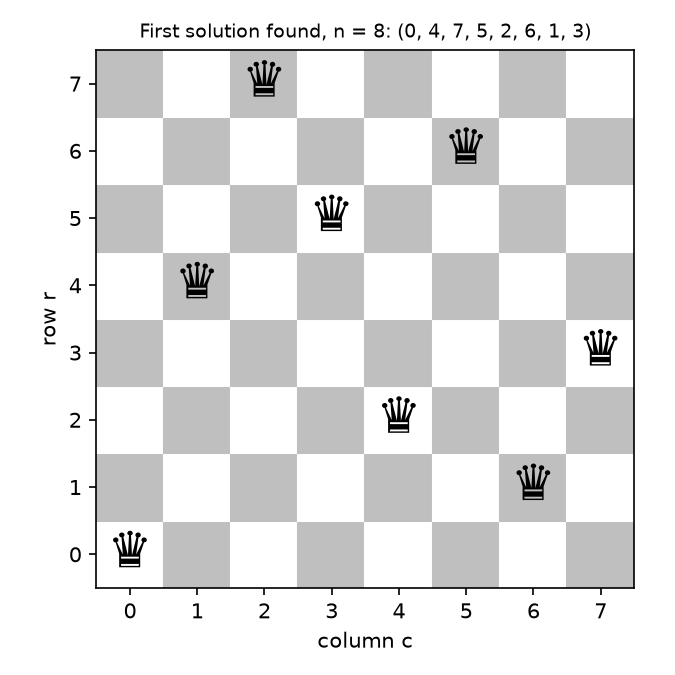 First solution found, n = 8: (0, 4, 7, 5, 2, 6, 1, 3)
7
6
5
4
3
2
1
0
row r
0 1 2 3 4 5 6 7
column c